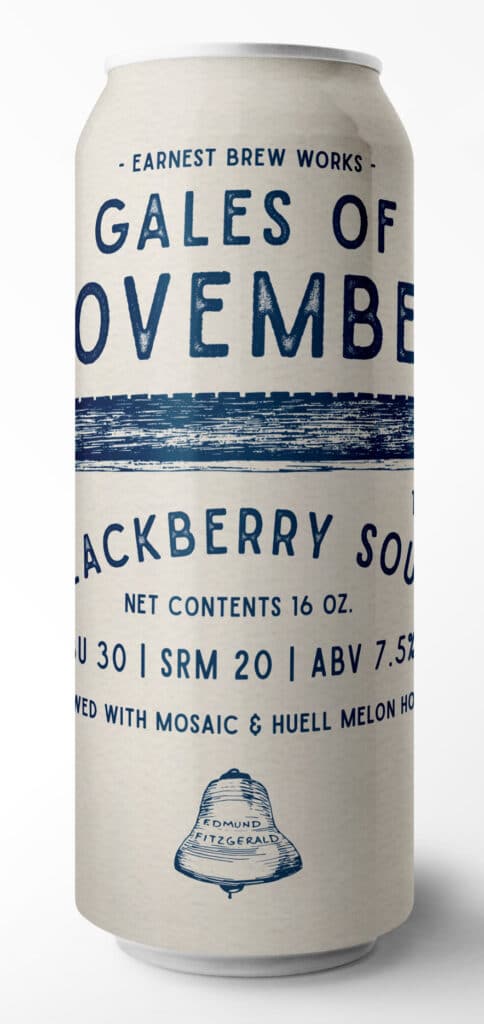 - EARNEST BREW WORKS -
GALES OF
OVEMBE
LACKBERRY SOU
NET CONTENTS 16 OZ.
U 30 | SRM 20 | ABV 7.5%
WED WITH MOSAIC & HUELL MELON HO
EDMUND
FITZGERALD